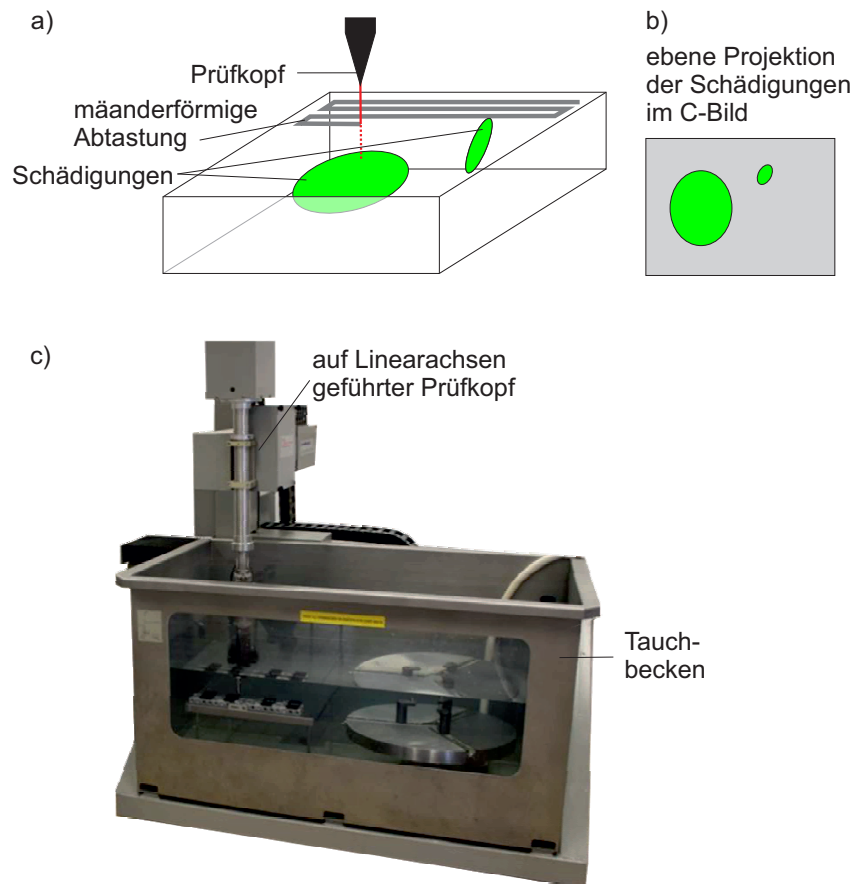 a)
Prüfkopf
mäanderförmige
Abtastung
Schädigungen
b)
ebene Projektion
der Schädigungen
im C-Bild
c)
auf Linearachsen
geführter Prüfkopf
Tauch-
becken